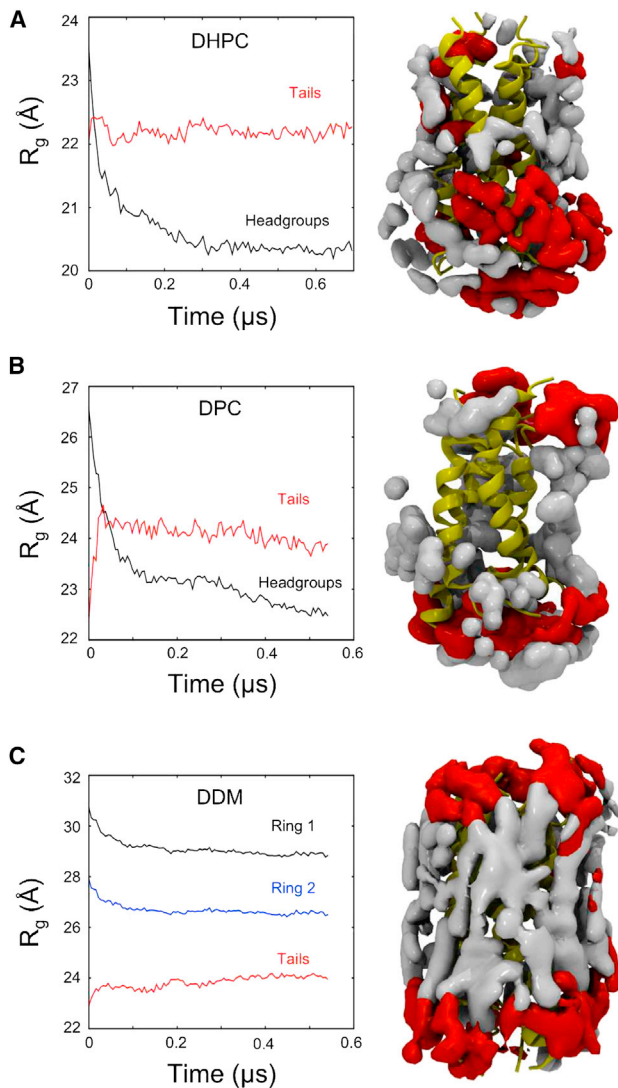 A
DHPC
Tails
Headgroups
24
23
22
21
20
0
0.2
0.4
0.6
Rg (Å)
Time (µs)
B
DPC
Tails
Headgroups
27
26
25
24
23
22
0
0.2
0.4
0.6
Rg (Å)
Time (µs)
C
DDM
Ring 1
Ring 2
Tails
32
30
28
26
24
22
0
0.2
0.4
0.6
Rg (Å)
Time (µs)